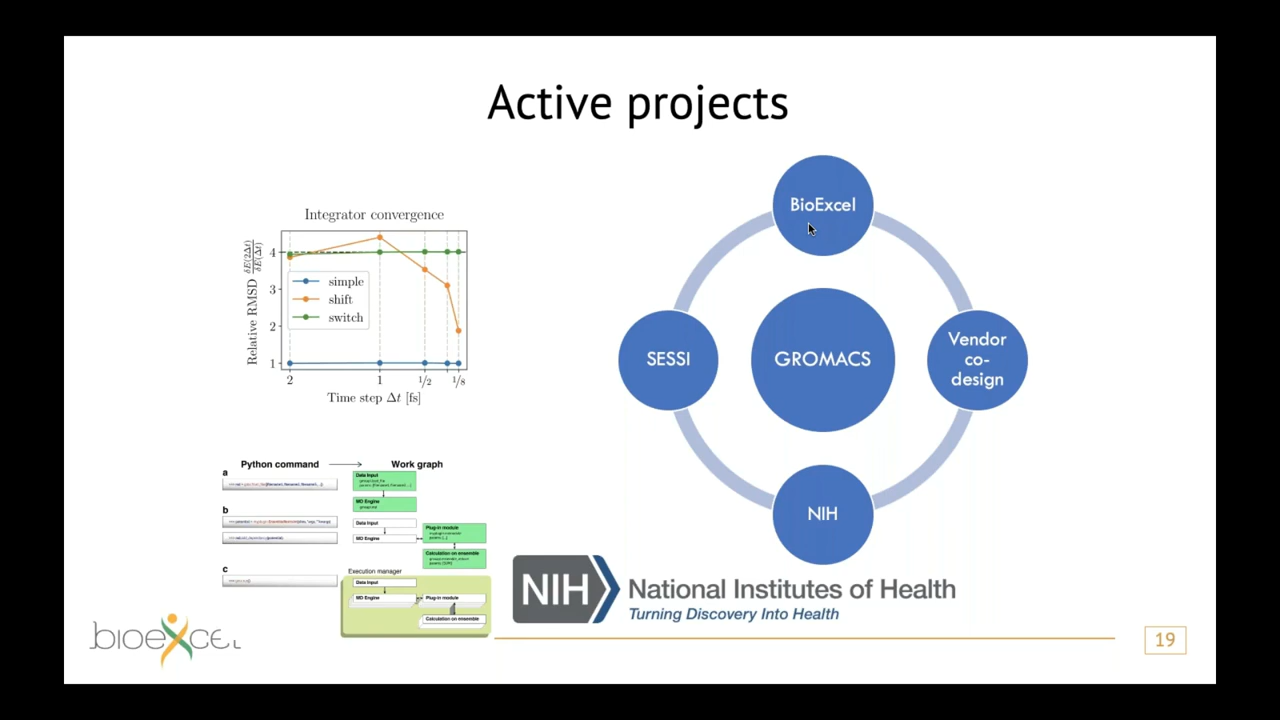 Active projects
Integrator convergence
Relative RMSD δE(2Δt)/δE(Δt)
4
3
2
1
simple
shift
switch
2 1 1/2 1/8
Time step Δt [fs]
BioExcel
SESSI
GROMACS
Vendor
co-
design
NIH
Python command
Work graph
a
Data Input
MD Engine
b
Data Input
MD Engine
Plug-in module
Calculation on ensemble
c
Execution manager
Data Input
MD Engine
Plug-in module
Calculation on ensemble
NIH
National Institutes of Health
Turning Discovery Into Health
bioexcel
19